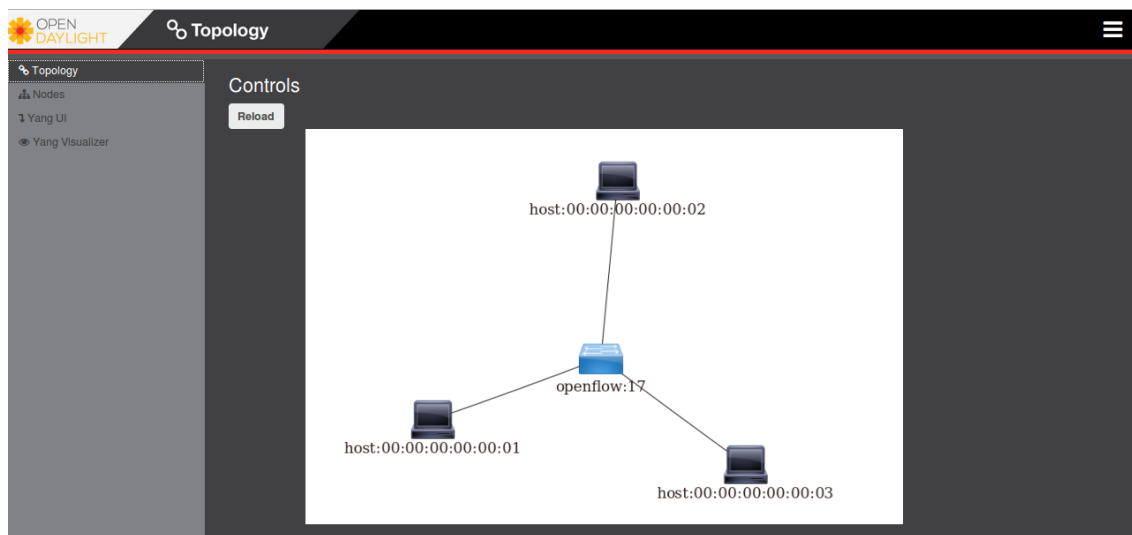 OPEN
DAYLIGHT
Topology
Topology
Nodes
Yang UI
Yang Visualizer
Controls
Reload
host:00:00:00:00:00:02
openflow:17
host:00:00:00:00:00:01
host:00:00:00:00:00:03